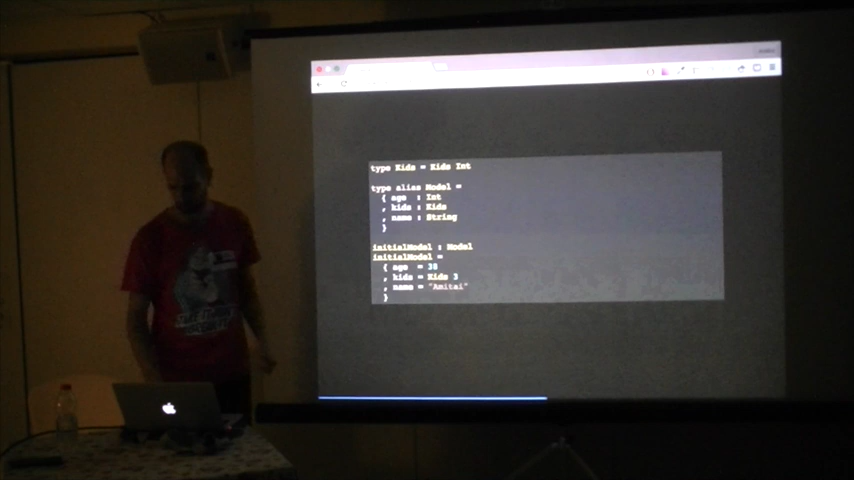 type Kids = Kids Int
type alias Model =
{ age : Int
, kids : Kids
, name : String
}
initialModel : Model
initialModel =
{ age = 38
, kids = Kids 3
, name = "Amitai"
}